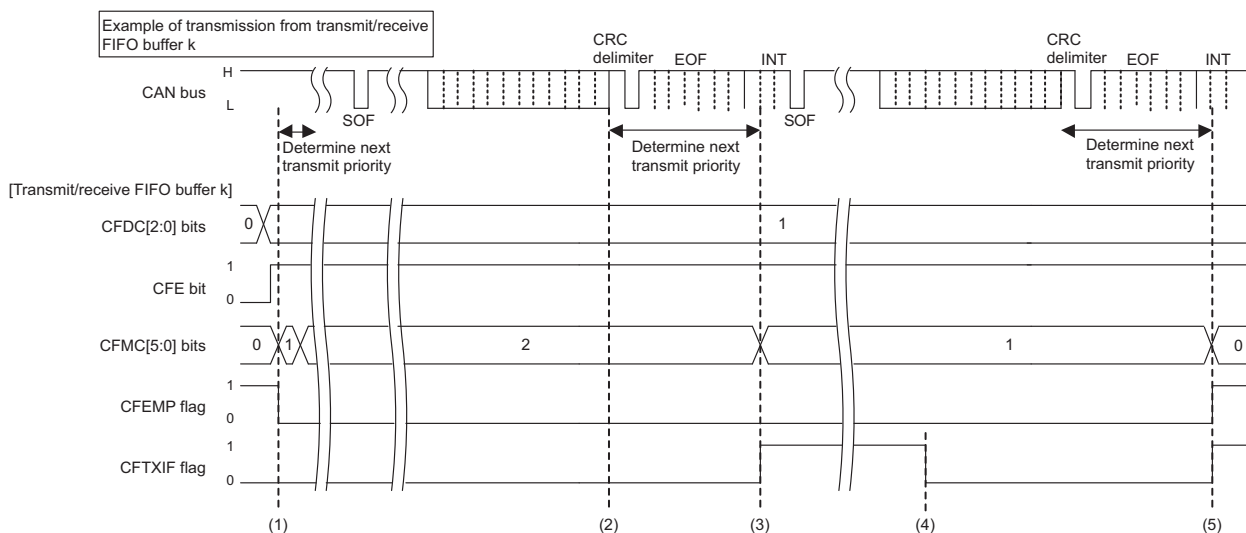 Example of transmission from transmit/receive
FIFO buffer k
CRC
delimiter
EOF
INT
CRC
delimiter
EOF
INT
H
CAN bus
L
SOF
SOF
Determine next
transmit priority
Determine next
transmit priority
Determine next
transmit priority
[Transmit/receive FIFO buffer k]
CFDC[2:0] bits
0
1
CFE bit
1
0
CFMC[5:0] bits
0
1
2
1
0
CFEMP flag
1
0
CFTXIF flag
1
0
(1)
(2)
(3)
(4)
(5)